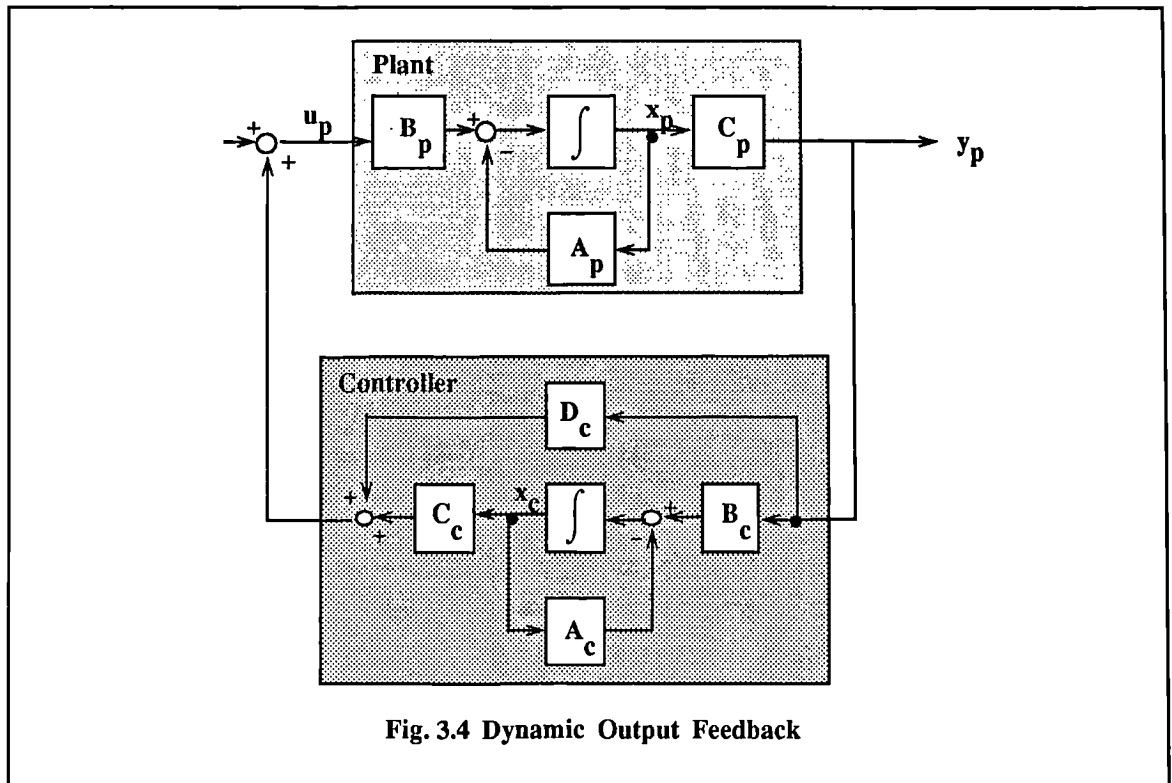 Plant
+
+
u_p
B_p
+
-
∫
x_p
C_p
y_p
A_p
Controller
D_c
+
+
C_c
x_c
∫
+
-
B_c
A_c
Fig. 3.4 Dynamic Output Feedback